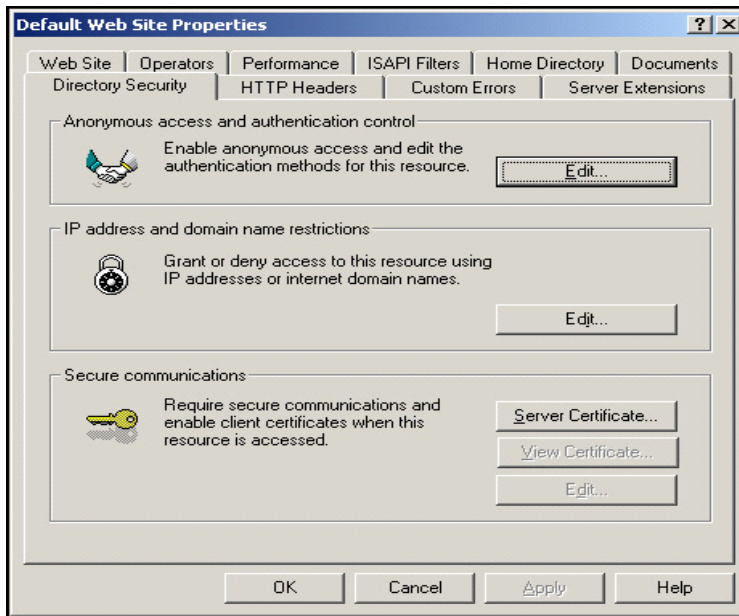 Default Web Site Properties
Web Site Operators Performance ISAPI Filters Home Directory Documents
Directory Security HTTP Headers Custom Errors Server Extensions
Anonymous access and authentication control
Enable anonymous access and edit the
authentication methods for this resource.
Edit...
IP address and domain name restrictions
Grant or deny access to this resource using
IP addresses or internet domain names.
Edit...
Secure communications
Require secure communications and
enable client certificates when this
resource is accessed.
Server Certificate...
View Certificate...
Edit...
OK Cancel Apply Help